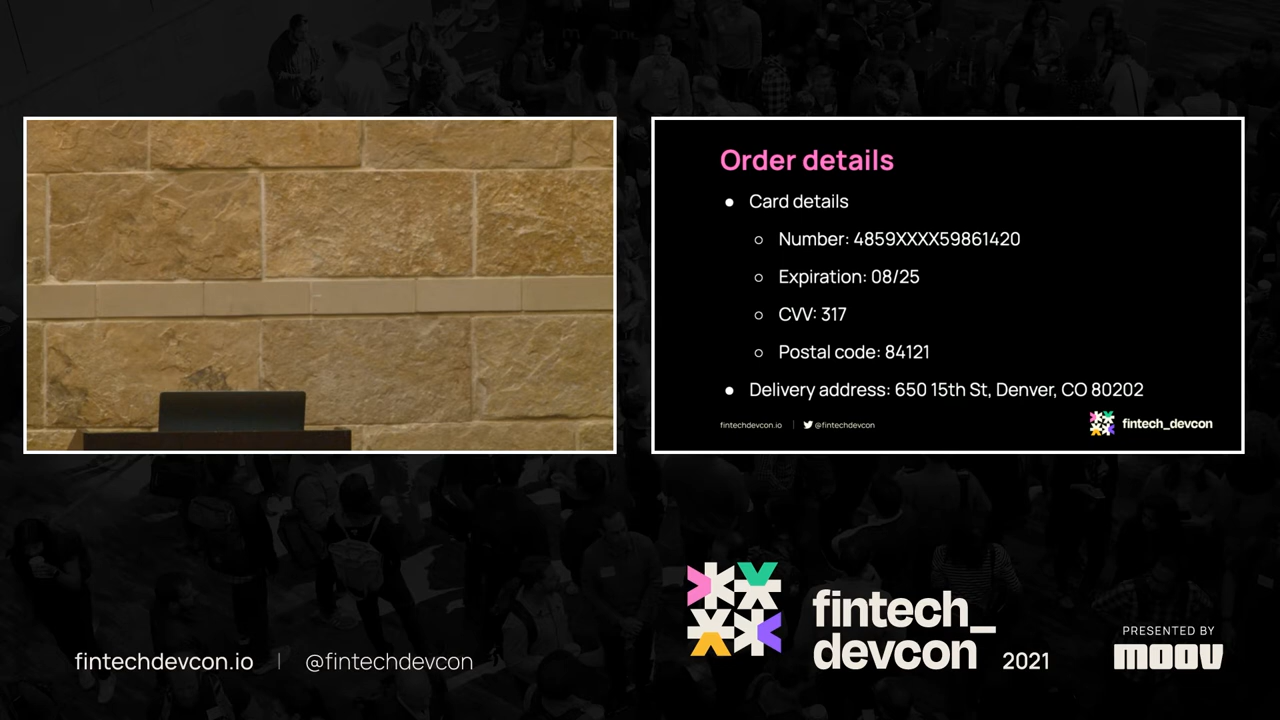 Order details
● Card details
○ Number: 4859XXXX59861420
○ Expiration: 08/25
○ CVV: 317
○ Postal code: 84121
● Delivery address: 650 15th St, Denver, CO 80202
fintechdevcon.io | @fintechdevcon
fintech_devcon
fintechdevcon.io | @fintechdevcon
fintech_
devcon 2021
PRESENTED BY
moov